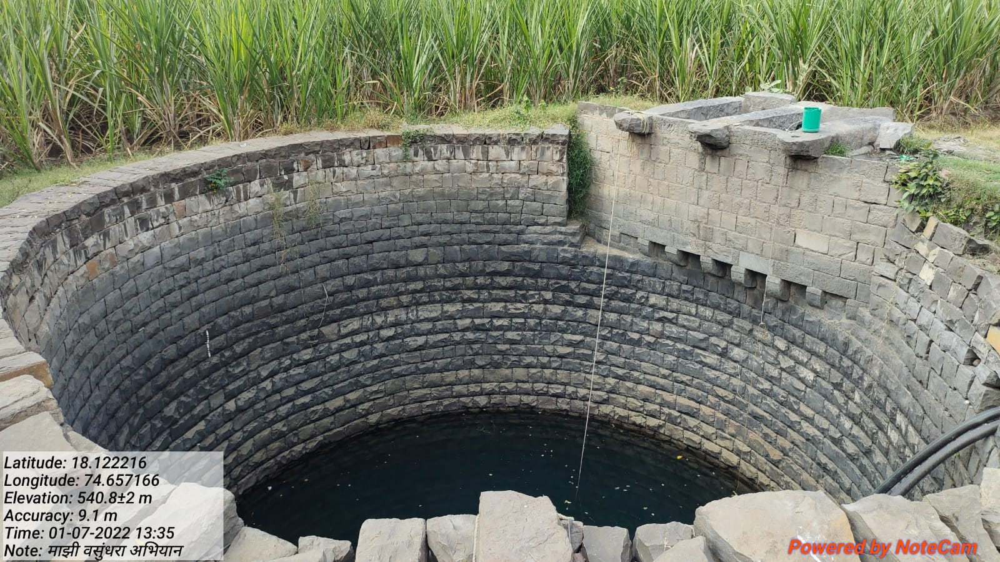 Latitude: 18.122216
Longitude: 74.657166
Elevation: 540.8±2 m
Accuracy: 9.1 m
Time: 01-07-2022 13:35
Note: माझी वसुंधरा अभियान
Powered by NoteCam